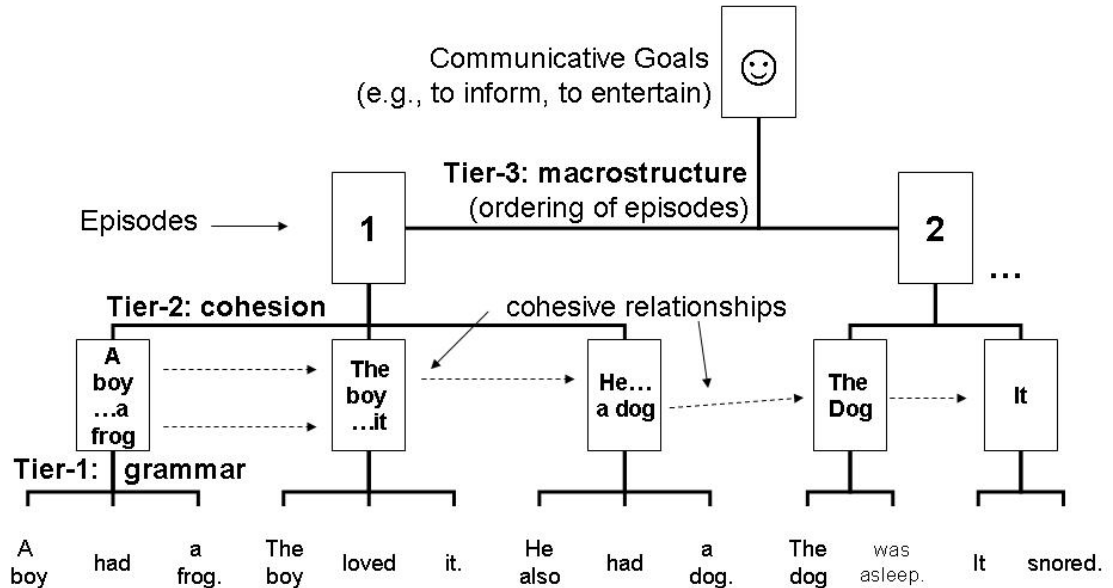 Communicative Goals
(e.g., to inform, to entertain)
☺
Tier-3: macrostructure
(ordering of episodes)
Episodes
1
2
...
Tier-2: cohesion
cohesive relationships
A
boy
...a
frog
The
boy
...it
He...
a dog
The
Dog
It
Tier-1: grammar
A
boy
had
a
frog.
The
boy
loved
it.
He
also
had
a
dog.
The
dog
was
asleep.
It
snored.